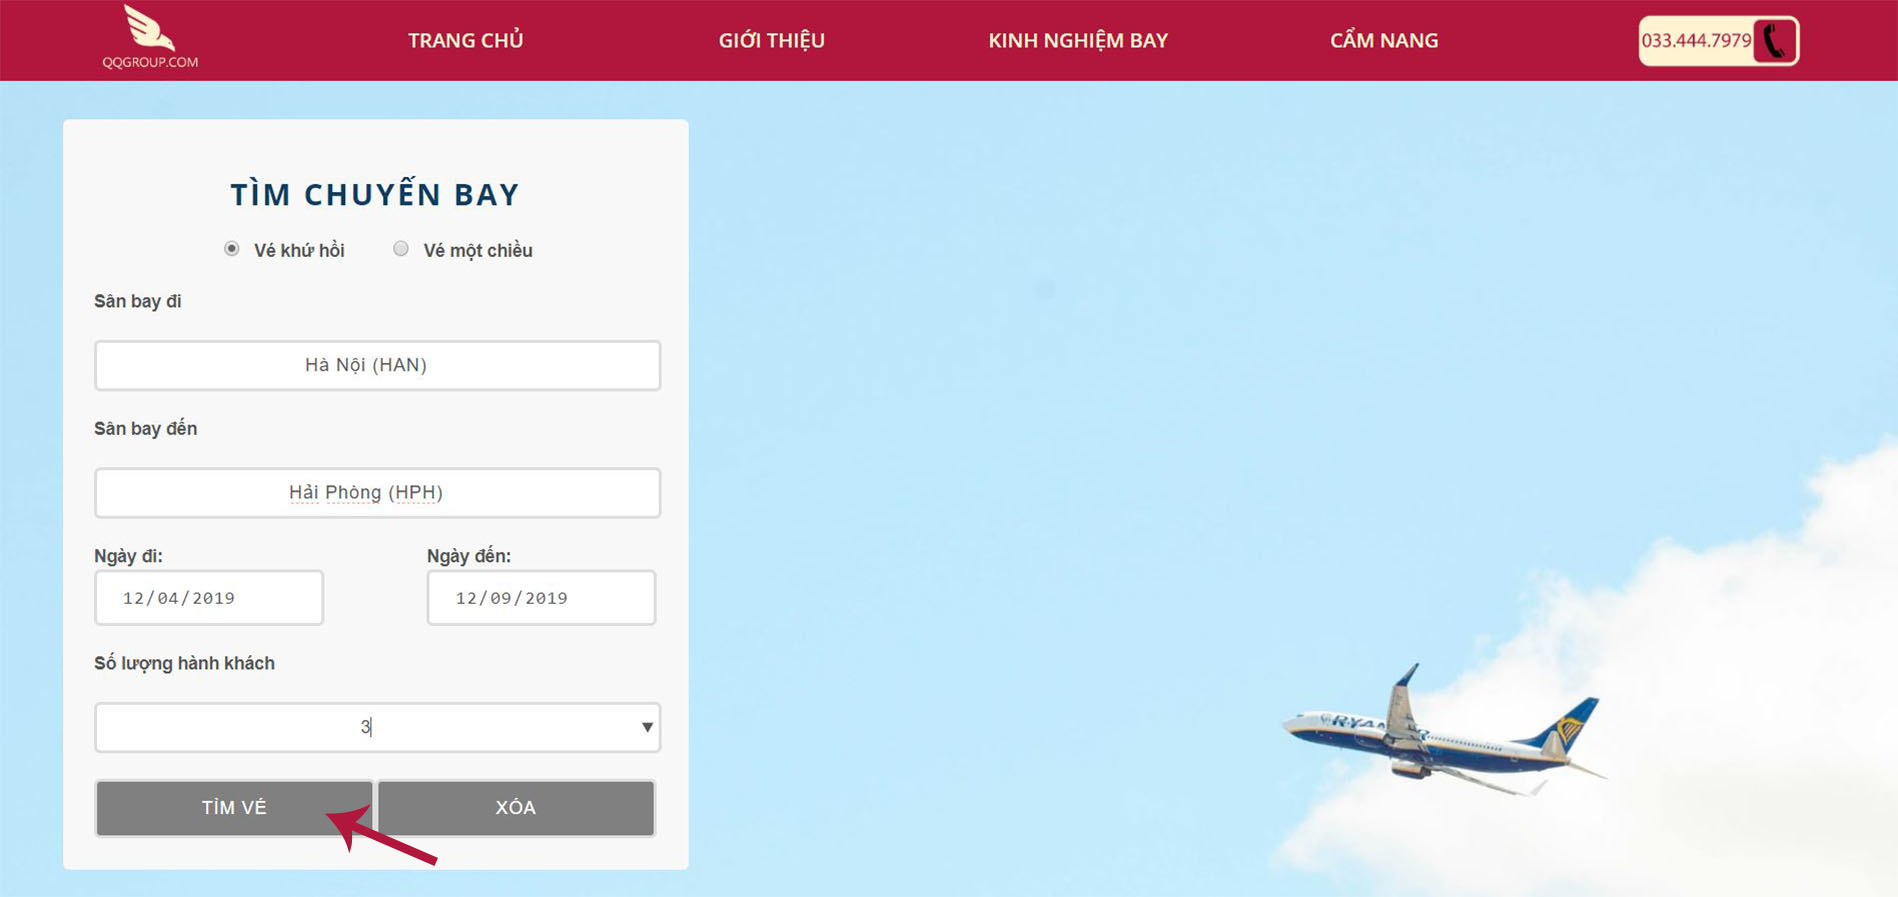 QQGROUP.COM
TRANG CHỦ
GIỚI THIỆU
KINH NGHIỆM BAY
CẨM NANG
033.444.7979
TÌM CHUYẾN BAY
Vé khứ hồi
Vé một chiều
Sân bay đi
Hà Nội (HAN)
Sân bay đến
Hải Phòng (HPH)
Ngày đi:
Ngày đến:
12/04/2019
12/09/2019
Số lượng hành khách
3
TÌM VÉ
XÓA